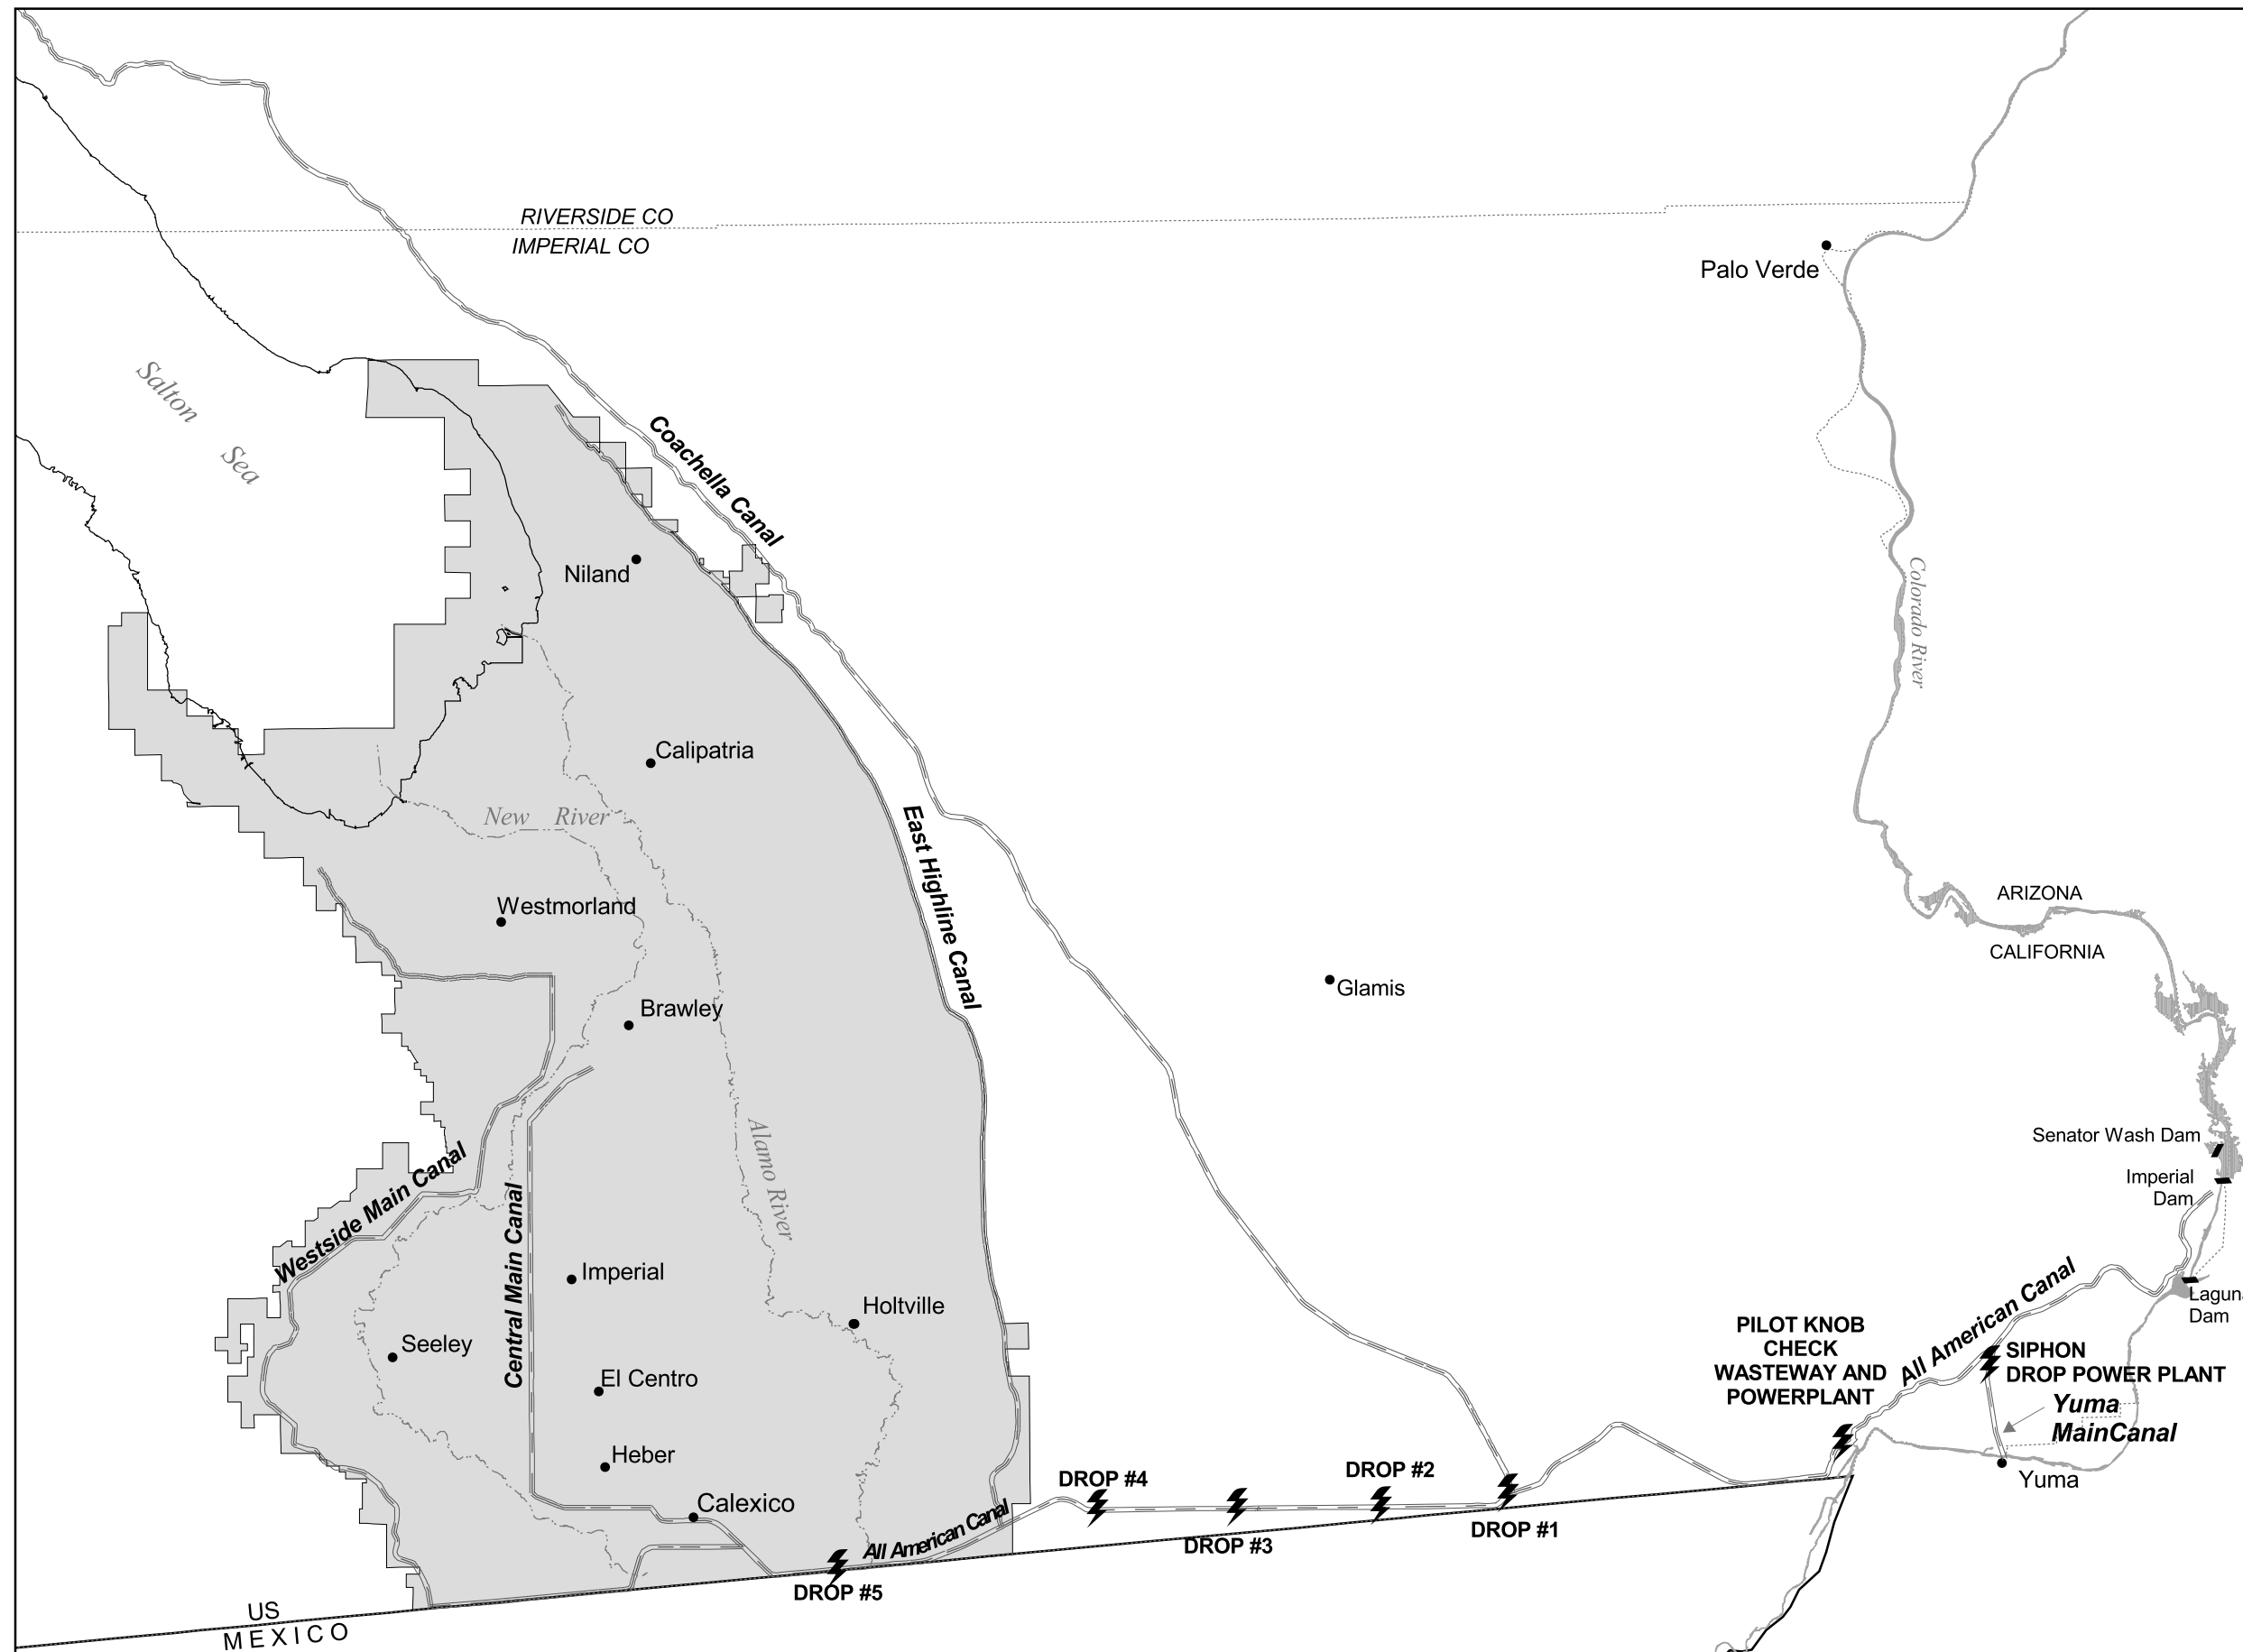 RIVERSIDE CO
IMPERIAL CO
Palo Verde
Salton
Sea
Coachella Canal
Niland
Colorado River
Calipatria
New River
East Highline Canal
Westmorland
ARIZONA
CALIFORNIA
Glamis
Brawley
Senator Wash Dam
Imperial
Dam
Alamo River
Westside Main Canal
Central Main Canal
Imperial
Holtville
Laguna
Dam
All American Canal
PILOT KNOB
CHECK
WASTEWAY AND
POWERPLANT
SIPHON
DROP POWER PLANT
Seeley
El Centro
Yuma
MainCanal
Heber
Yuma
DROP #4
DROP #2
Calexico
All American Canal
DROP #3
DROP #1
DROP #5
US
MEXICO